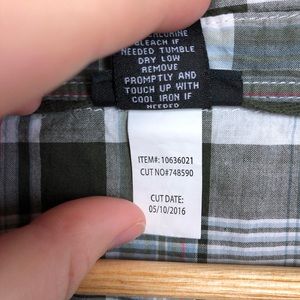 CHLORINE
BLEACH IF
NEEDED TUMBLE
DRY LOW
REMOVE
PROMPTLY AND
TOUCH UP WITH
COOL IRON IF
NEEDED
ITEM#: 10636021
CUT NO#748590
CUT DATE:
05/10/2016